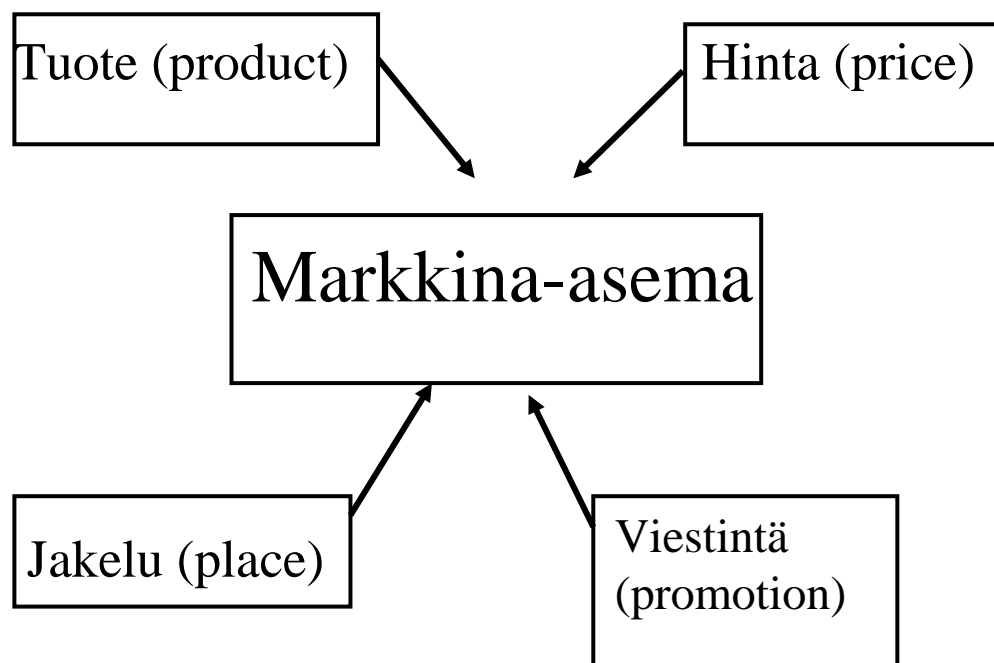 Tuote (product)
Hinta (price)
Markkina-asema
Jakelu (place)
Viestintä
(promotion)